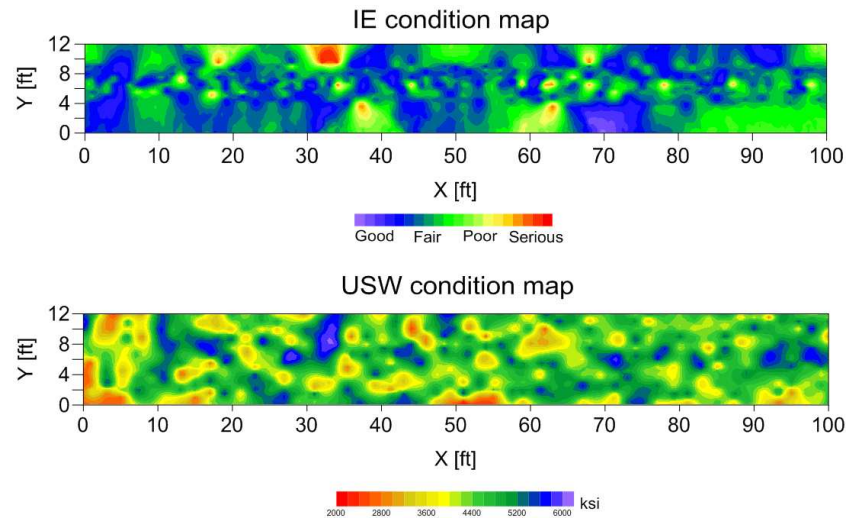 IE condition map
12
8
4
0
Y [ft]
0 10 20 30 40 50 60 70 80 90 100
X [ft]
Good Fair Poor Serious
USW condition map
12
8
4
0
Y [ft]
0 10 20 30 40 50 60 70 80 90 100
X [ft]
ksi
2000 2800 3600 4400 5200 6000